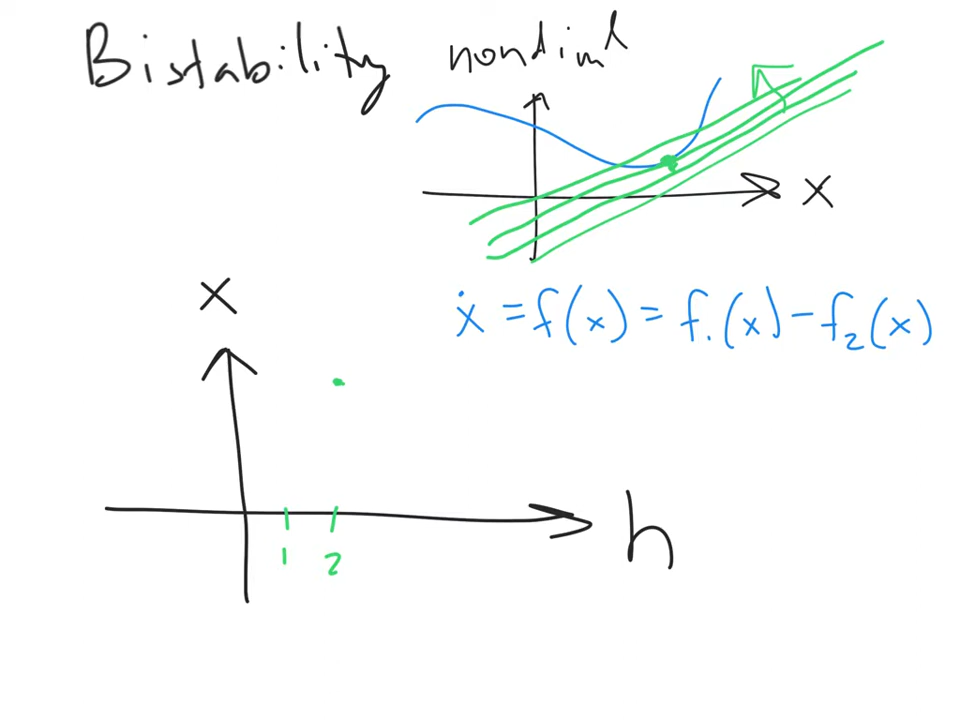 Bistability nondim'l
x
ẋ = f(x) = f₁(x) - f₂(x)
x
h
1 2